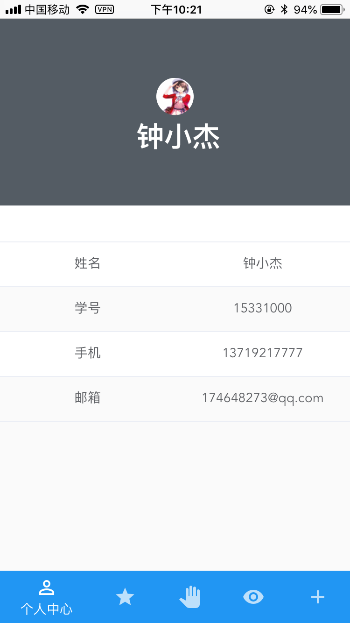 中国移动 VPN 下午10:21 94%
钟小杰
姓名 钟小杰
学号 15331000
手机 13719217777
邮箱 174648273@qq.com
个人中心